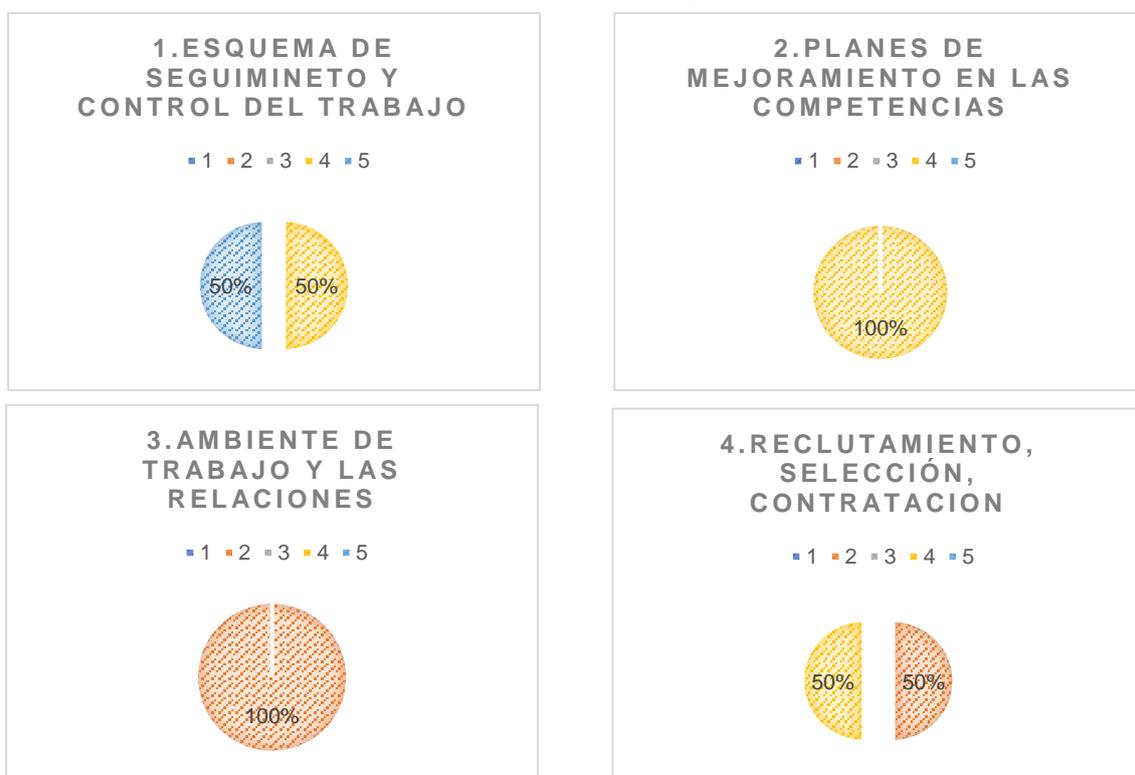 1.ESQUEMA DE
SEGUIMINETO Y
CONTROL DEL TRABAJO
1 2 3 4 5
50% 50%
2.PLANES DE
MEJORAMIENTO EN LAS
COMPETENCIAS
1 2 3 4 5
100%
3.AMBIENTE DE
TRABAJO Y LAS
RELACIONES
1 2 3 4 5
100%
4.RECLUTAMIENTO,
SELECCIÓN,
CONTRATACION
1 2 3 4 5
50% 50%